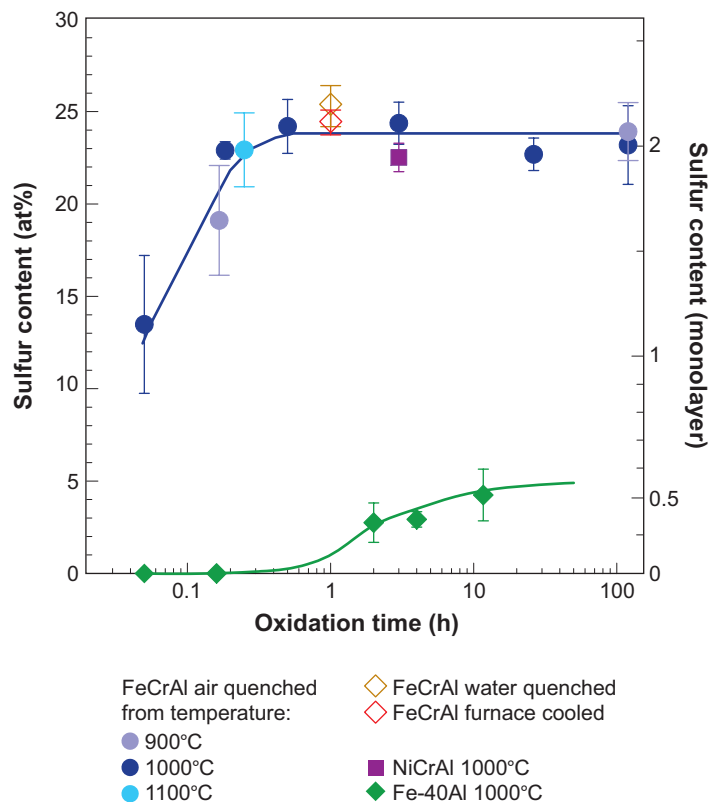 30
25
20
15
10
5
0
Sulfur content (at%)
2
1
0.5
0
Sulfur content (monolayer)
0.1
1
10
100
Oxidation time (h)
FeCrAl air quenched
from temperature:
900°C
1000°C
1100°C
FeCrAl water quenched
FeCrAl furnace cooled
NiCrAl 1000°C
Fe-40Al 1000°C